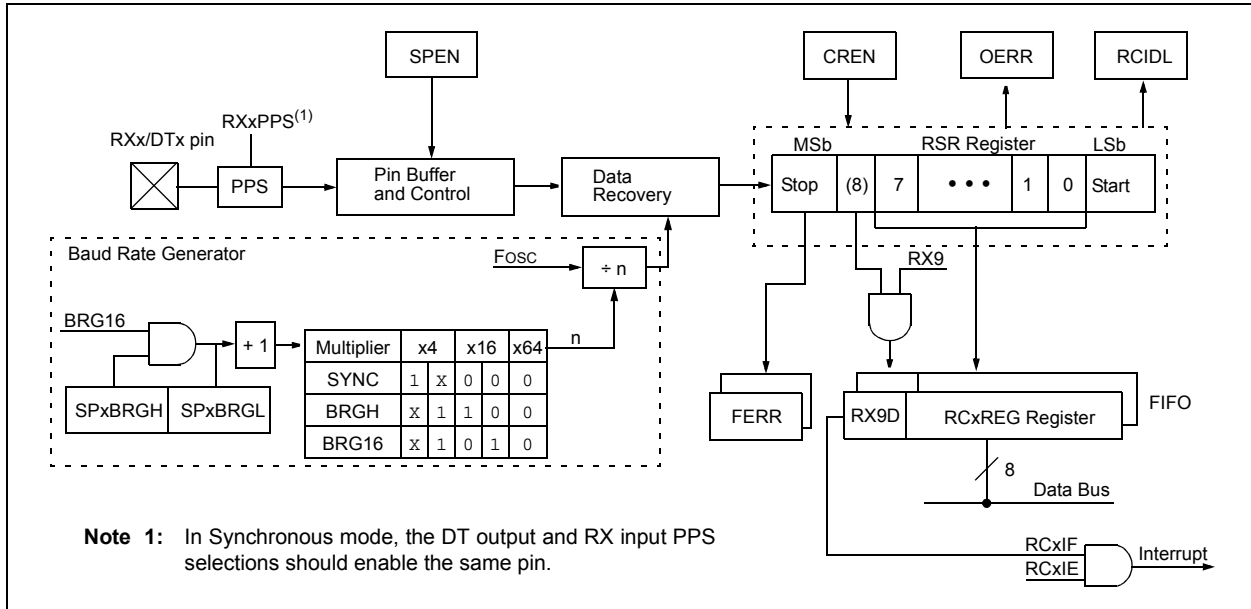 SPEN
CREN
OERR
RCIDL
RXxPPS(1)
RXx/DTx pin
PPS
Pin Buffer
and Control
Data
Recovery
MSb RSR Register LSb
Stop (8) 7 • • • 1 0 Start
Baud Rate Generator
FOSC
÷ n
RX9
BRG16
+ 1
n
Multiplier x4 x16 x64
SYNC 1 X 0 0 0
BRGH X 1 1 0 0
BRG16 X 1 0 1 0
SPxBRGH SPxBRGL
FERR
RX9D RCxREG Register
FIFO
8
Data Bus
Note 1: In Synchronous mode, the DT output and RX input PPS
selections should enable the same pin.
RCxIF
RCxIE
Interrupt